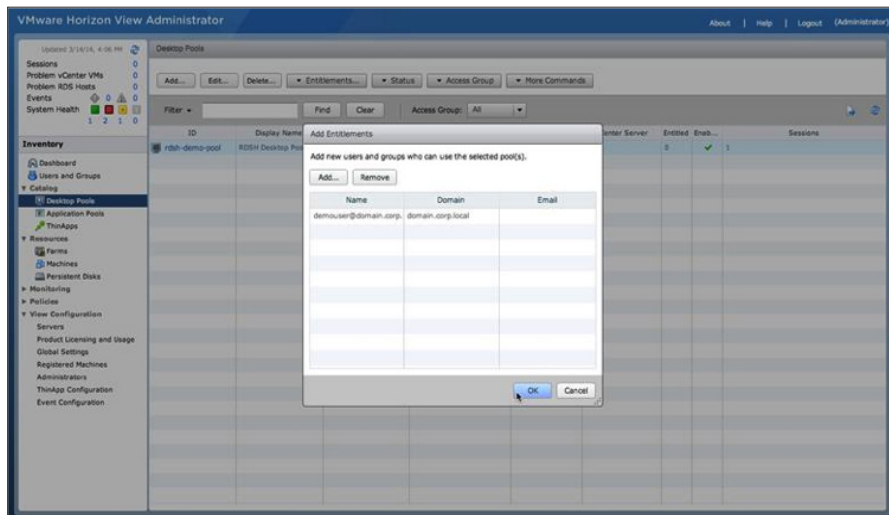 VMware Horizon View Administrator
About | Help | Logout (Administrator)
Updated 3/14/14, 4:06 PM
Sessions 0
Problem vCenter VMs 0
Problem RDS Hosts 0
Events 0 0 0
System Health
1 2 1 0
Inventory
Dashboard
Users and Groups
Catalog
Desktop Pools
Application Pools
ThinApps
Resources
Farms
Machines
Persistent Disks
Monitoring
Policies
View Configuration
Servers
Product Licensing and Usage
Global Settings
Registered Machines
Administrators
ThinApp Configuration
Event Configuration
Desktop Pools
Add... Edit... Delete... Entitlements... Status Access Group More Commands
Filter Find Clear Access Group: All
ID Display Name enter Server Entitled Enab... Sessions
rdsh-demo-pool RDSH Desktop Poo 0 1
Add Entitlements
Add new users and groups who can use the selected pool(s).
Add... Remove
Name Domain Email
demouser@domain.corp. domain.corp.local
OK Cancel